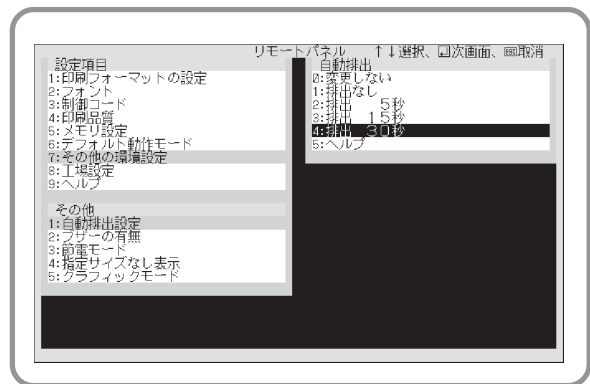 リモートパネル ↑↓選択、⏎次画面、ESC取消
設定項目
1:印刷フォーマットの設定
2:フォント
3:制御コード
4:印刷品質
5:メモリ設定
6:デフォルト動作モード
7:その他の環境設定
8:工場設定
9:ヘルプ
その他
1:自動排出設定
2:ブザーの有無
3:節電モード
4:指定サイズなし表示
5:グラフィックモード
自動排出
0:変更しない
1:排出なし
2:排出 5秒
3:排出 15秒
4:排出 30秒
5:ヘルプ